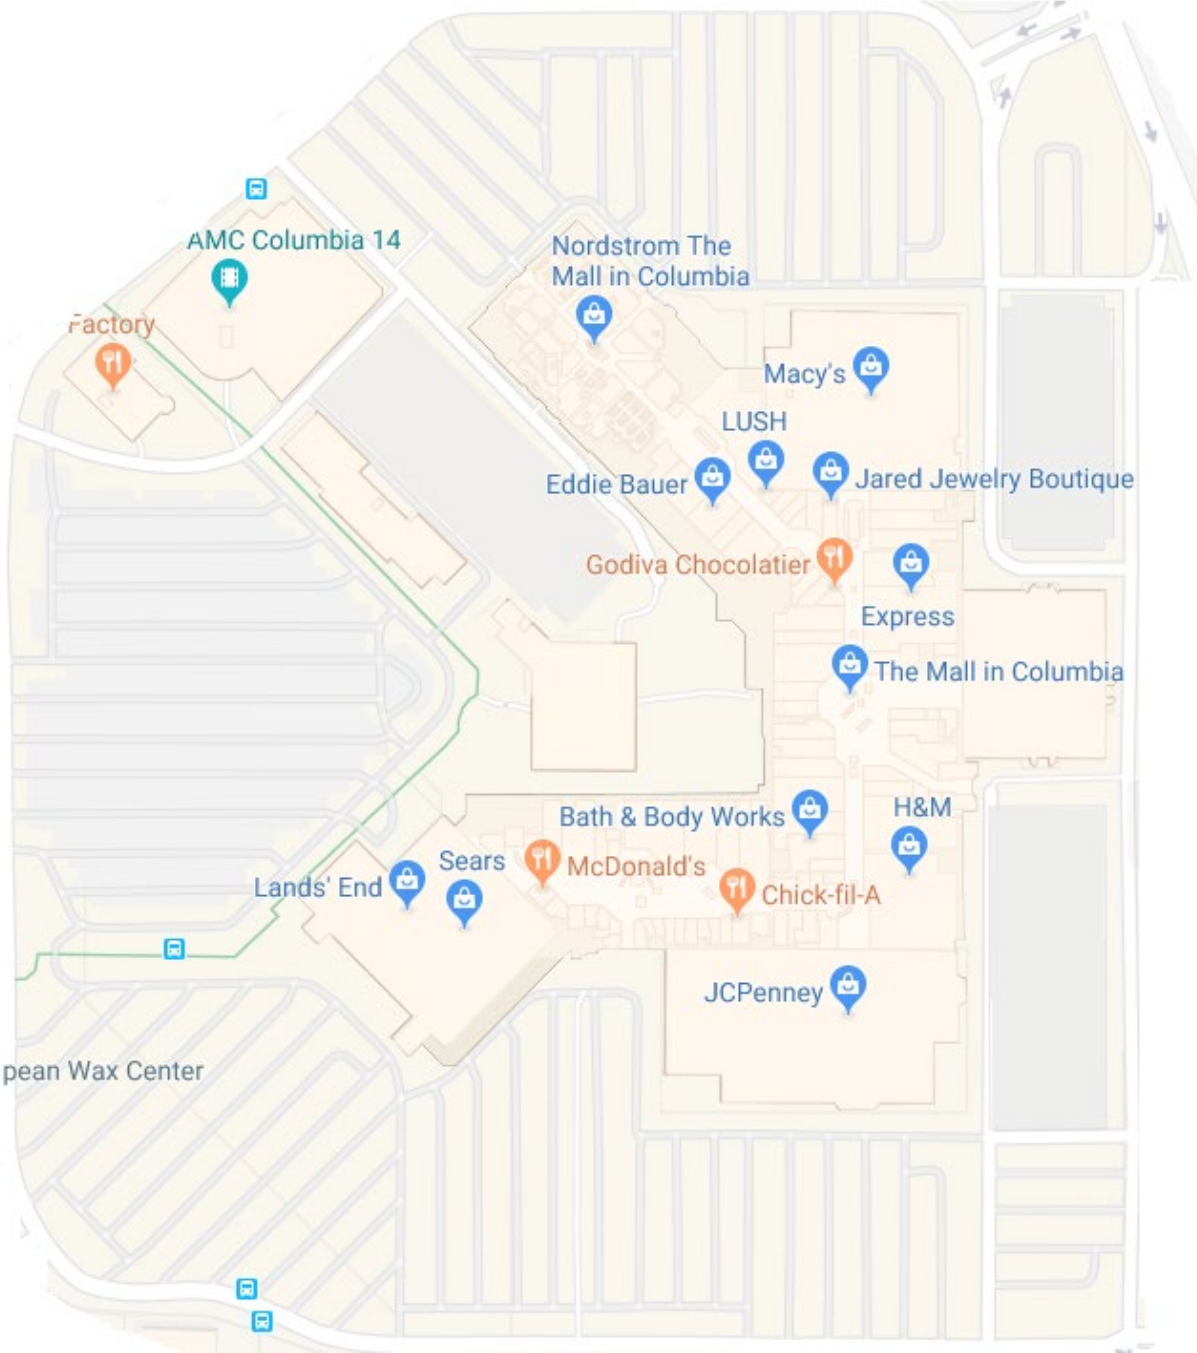 AMC Columbia 14
Nordstrom The
Mall in Columbia
Factory
Macy's
LUSH
Eddie Bauer
Jared Jewelry Boutique
Godiva Chocolatier
Express
The Mall in Columbia
Bath & Body Works
H&M
Sears
McDonald's
Lands' End
Chick-fil-A
JCPenney
pean Wax Center